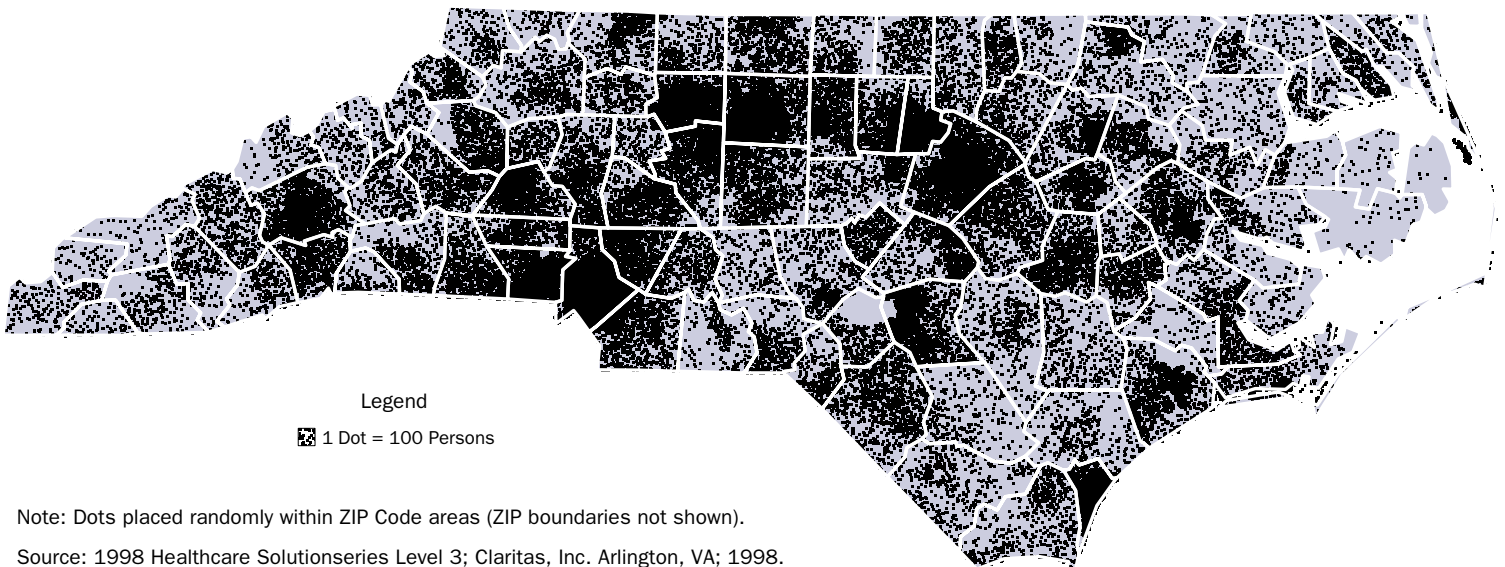 Legend
1 Dot = 100 Persons
Note: Dots placed randomly within ZIP Code areas (ZIP boundaries not shown).
Source: 1998 Healthcare Solutionseries Level 3; Claritas, Inc. Arlington, VA; 1998.